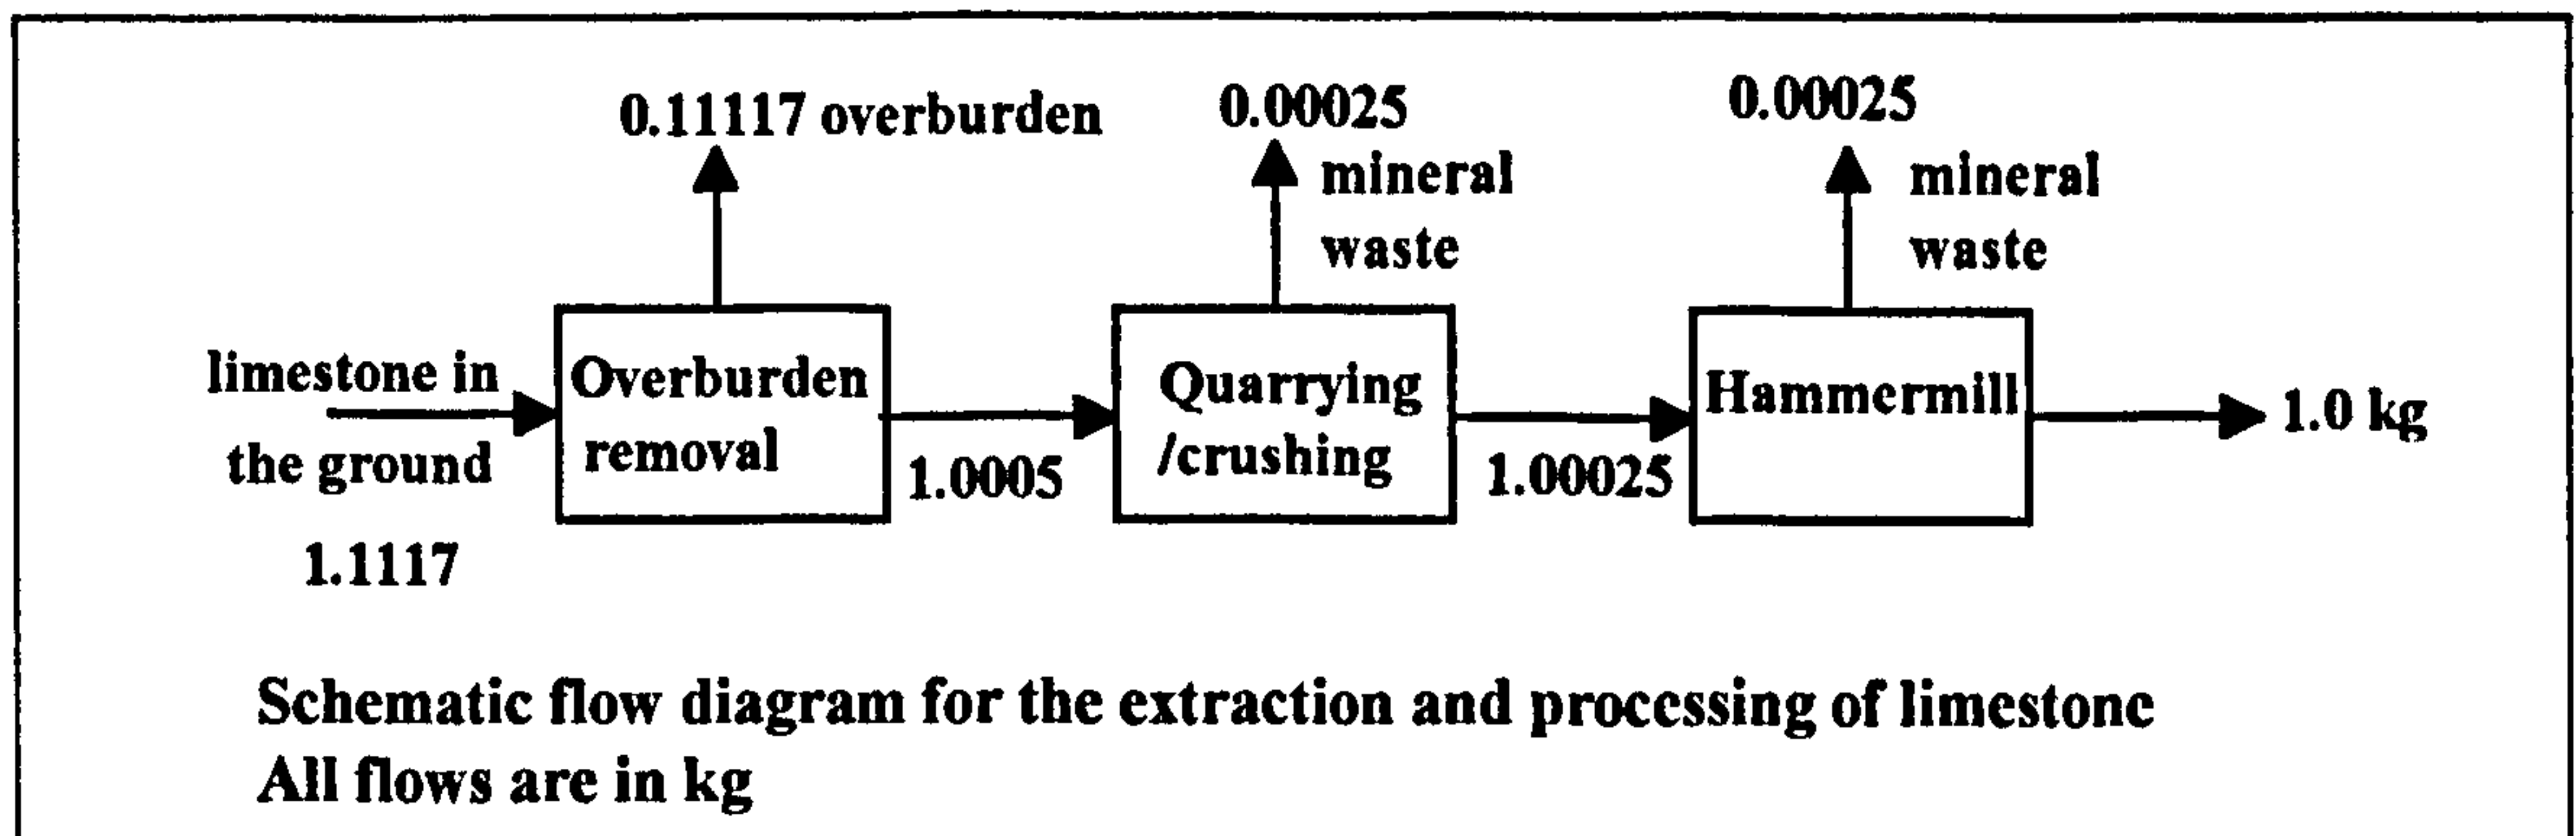 0.11117 overburden
0.00025
mineral
waste
0.00025
mineral
waste
limestone in
the ground
1.1117
Overburden
removal
1.0005
Quarrying
/crushing
1.00025
Hammermill
1.0 kg
Schematic flow diagram for the extraction and processing of limestone
All flows are in kg